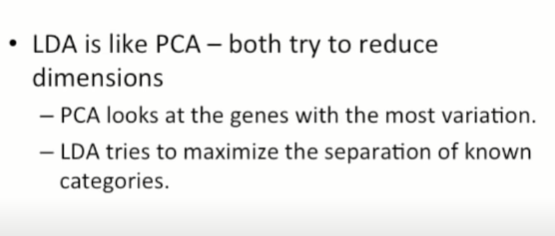 • LDA is like PCA – both try to reduce
dimensions
– PCA looks at the genes with the most variation.
– LDA tries to maximize the separation of known
categories.